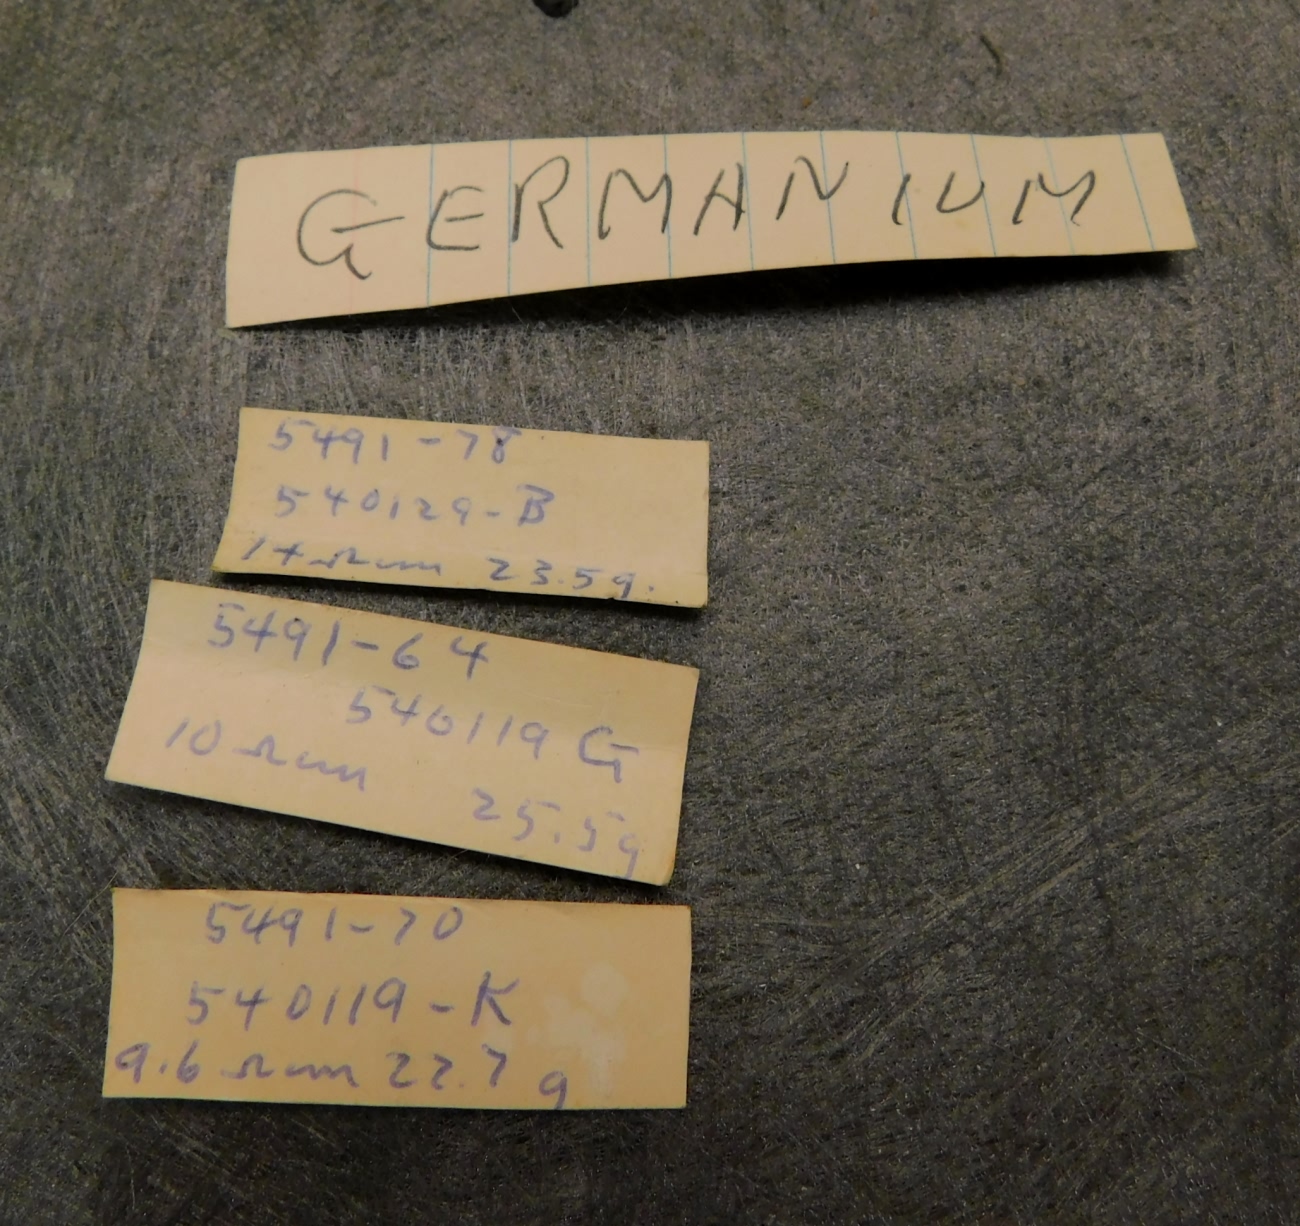 GERMANIUM
5491-78
540129-B
14 Ωcm 23.5g.
5491-64
540119 G
10 Ωcm
25.5g
5491-70
540119-K
9.6 Ωcm 22.7 g